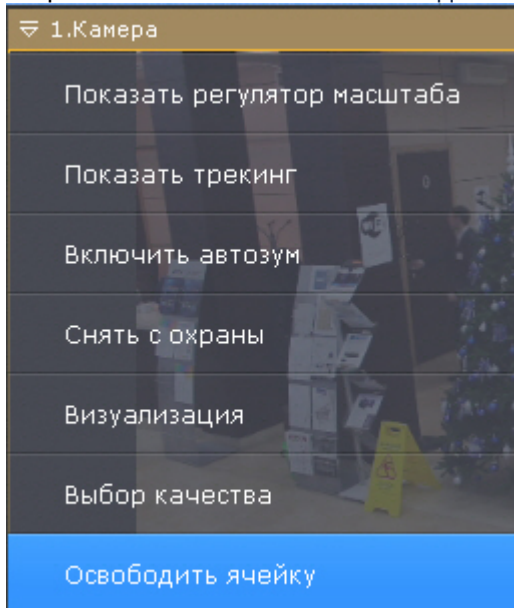 1.Камера
Показать регулятор масштаба
Показать трекинг
Включить автозум
Снять с охраны
Визуализация
Выбор качества
Освободить ячейку